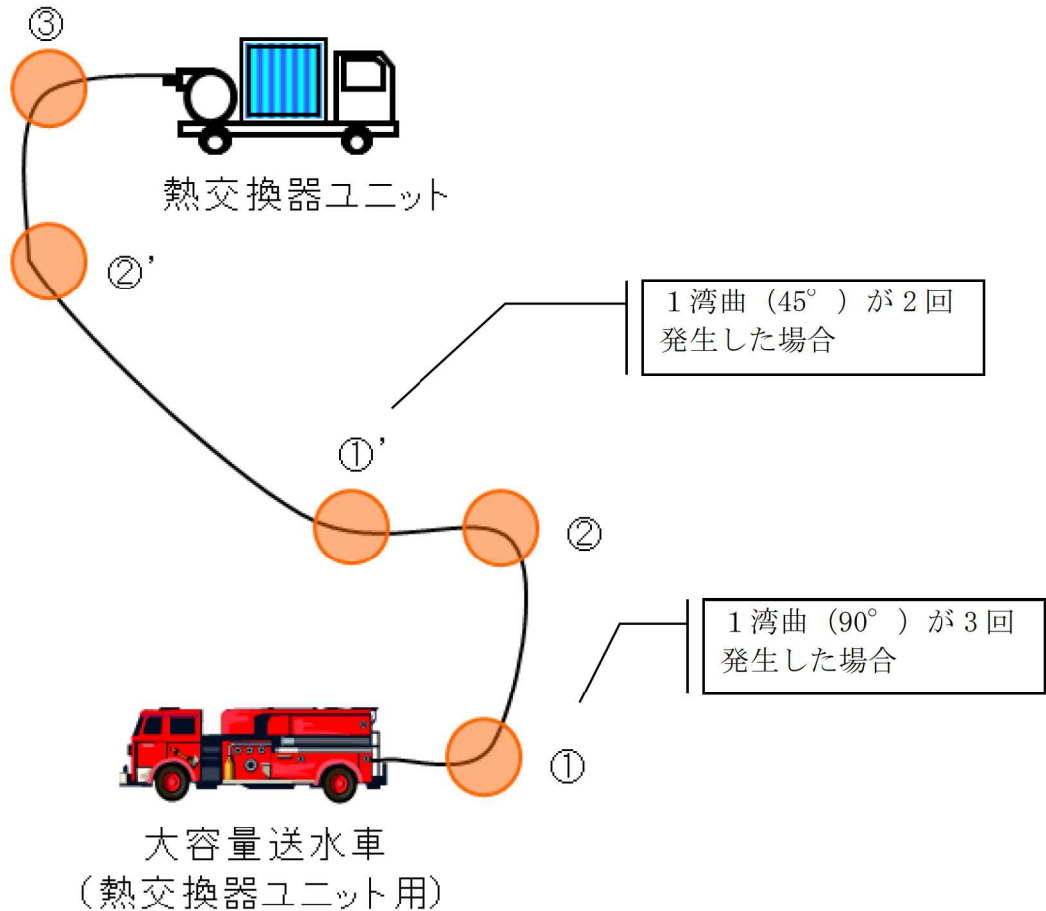 ③
熱交換器ユニット
②'
1湾曲（45°）が2回
発生した場合
①'
②
1湾曲（90°）が3回
発生した場合
①
大容量送水車
（熱交換器ユニット用）